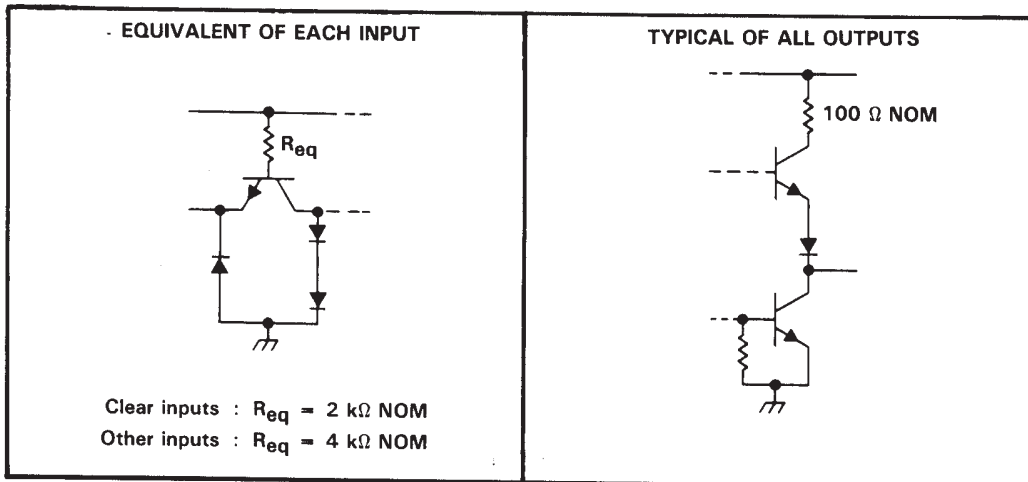 EQUIVALENT OF EACH INPUT
Req
Clear inputs : Req = 2 kΩ NOM
Other inputs : Req = 4 kΩ NOM
TYPICAL OF ALL OUTPUTS
100 Ω NOM